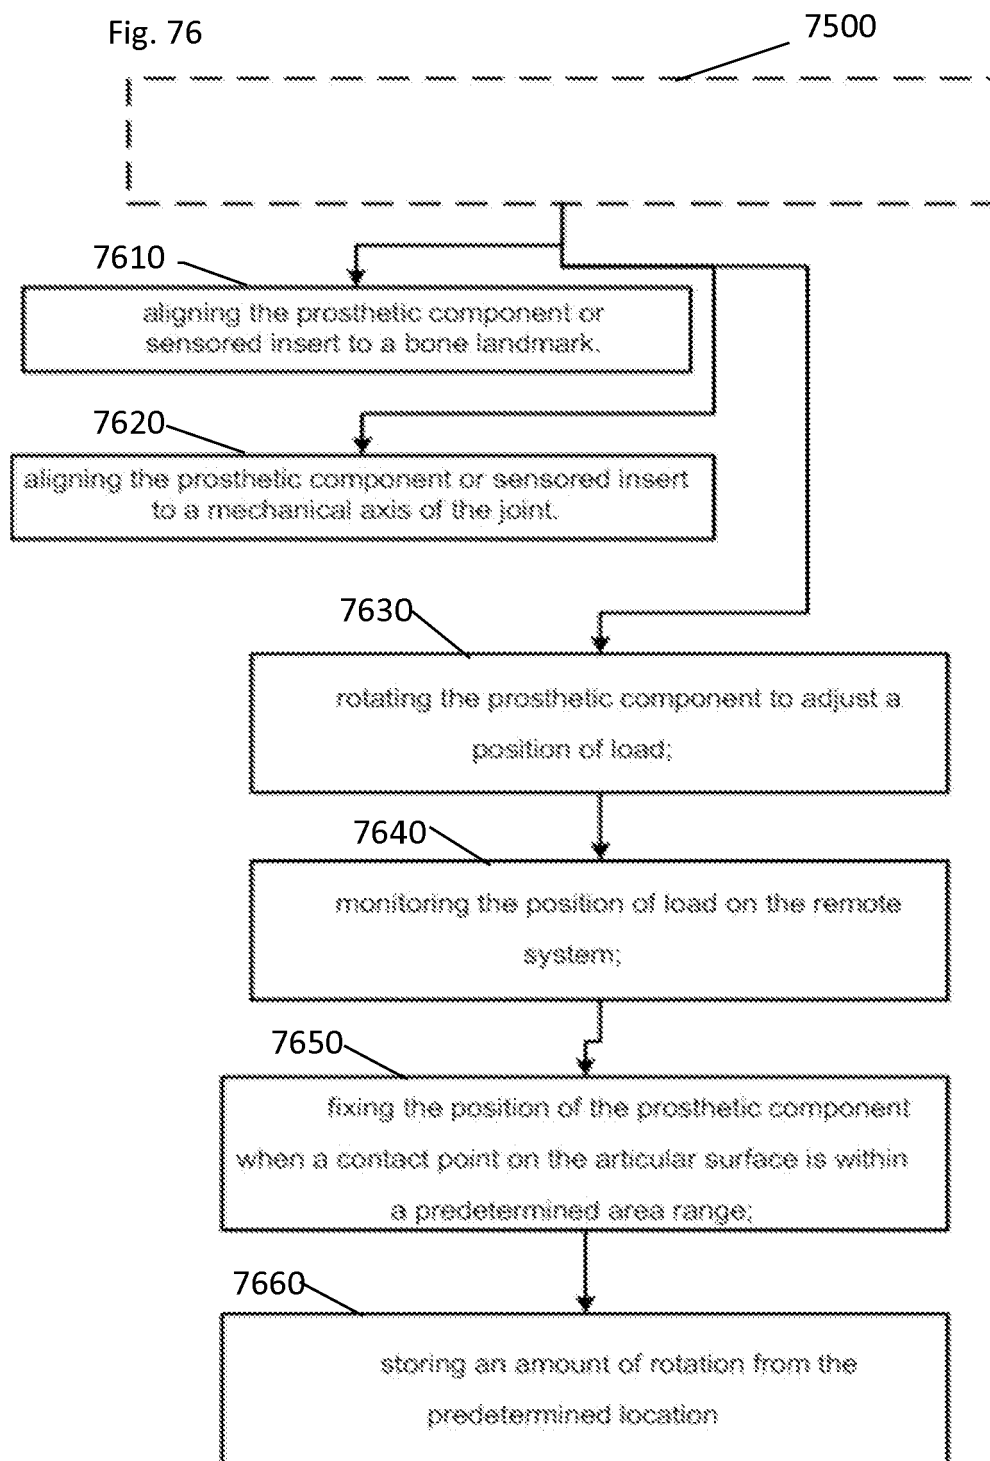 Fig. 76
7500
7610
aligning the prosthetic component or
sensored insert to a bone landmark.
7620
aligning the prosthetic component or sensored insert
to a mechanical axis of the joint.
7630
rotating the prosthetic component to adjust a
position of load;
7640
monitoring the position of load on the remote
system;
7650
fixing the position of the prosthetic component
when a contact point on the articular surface is within
a predetermined area range;
7660
storing an amount of rotation from the
predetermined location